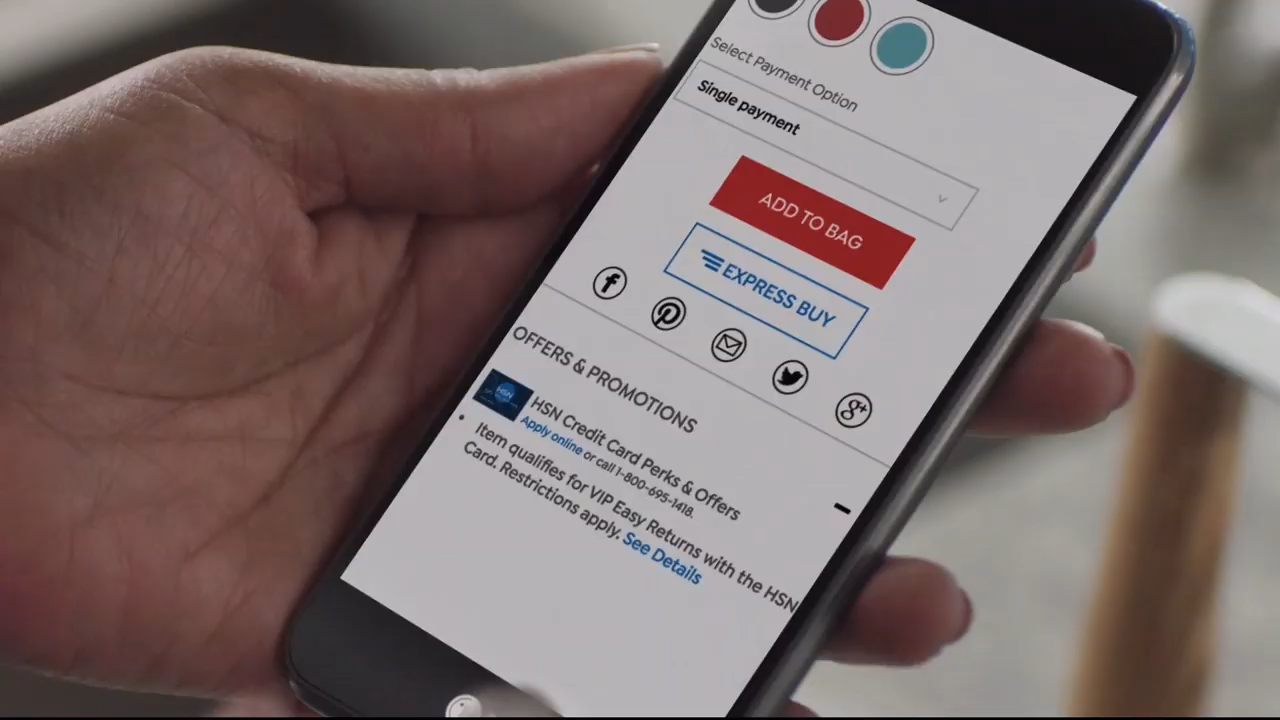 Select Payment Option
Single payment
ADD TO BAG
EXPRESS BUY
OFFERS & PROMOTIONS
HSN
HSN Credit Card Perks & Offers
Apply online or call 1-800-695-1418.
Item qualifies for VIP Easy Returns with the HSN
Card. Restrictions apply. See Details